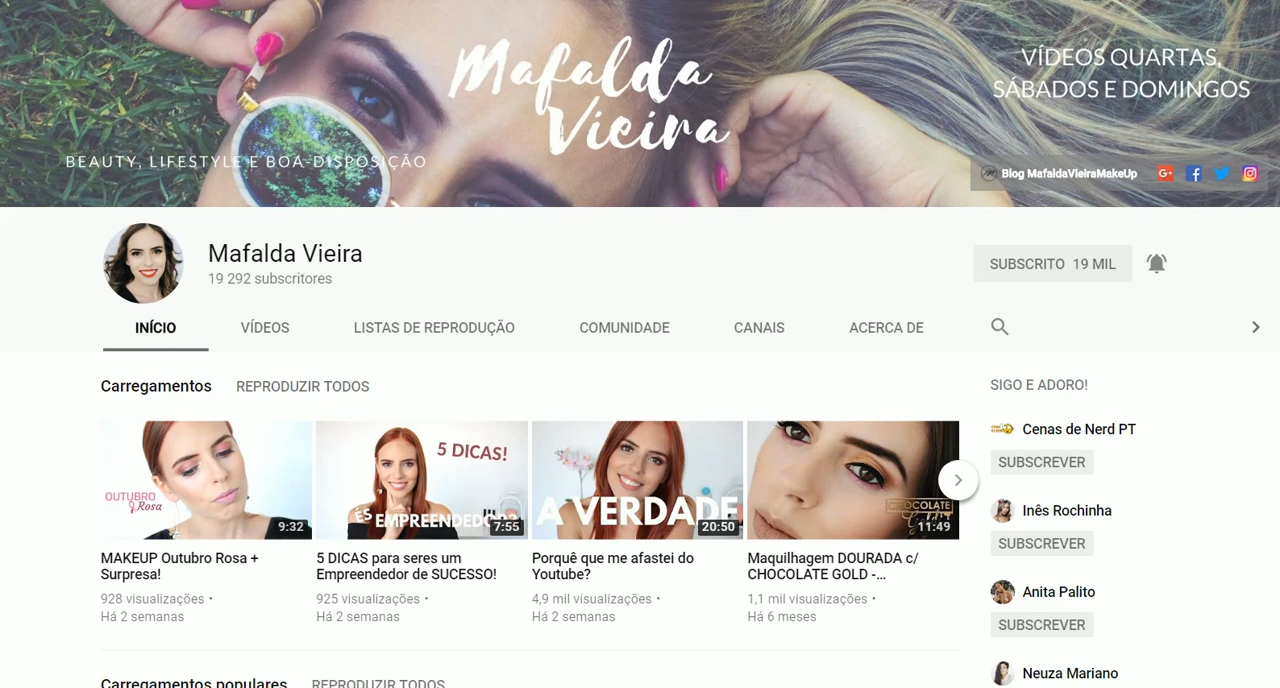 Mafalda
Vieira
VÍDEOS QUARTAS,
SÁBADOS E DOMINGOS
BEAUTY, LIFESTYLE E BOA-DISPOSIÇÃO
Blog MafaldaVieiraMakeUp
Mafalda Vieira
19 292 subscritores
SUBSCRITO 19 MIL
INÍCIO VÍDEOS LISTAS DE REPRODUÇÃO COMUNIDADE CANAIS ACERCA DE
Carregamentos REPRODUZIR TODOS
OUTUBRO
Rosa
9:32
5 DICAS!
ÉS EMPREENDEDOR?
7:55
A VERDADE
20:50
CHOCOLATE
Gold
11:49
MAKEUP Outubro Rosa +
Surpresa!
928 visualizações •
Há 2 semanas
5 DICAS para seres um
Empreendedor de SUCESSO!
925 visualizações •
Há 2 semanas
Porquê que me afastei do
Youtube?
4,9 mil visualizações •
Há 2 semanas
Maquilhagem DOURADA c/
CHOCOLATE GOLD -...
1,1 mil visualizações •
Há 6 meses
Carregamentos populares REPRODUZIR TODOS
SIGO E ADORO!
Cenas de Nerd PT
SUBSCREVER
Inês Rochinha
SUBSCREVER
Anita Palito
SUBSCREVER
Neuza Mariano